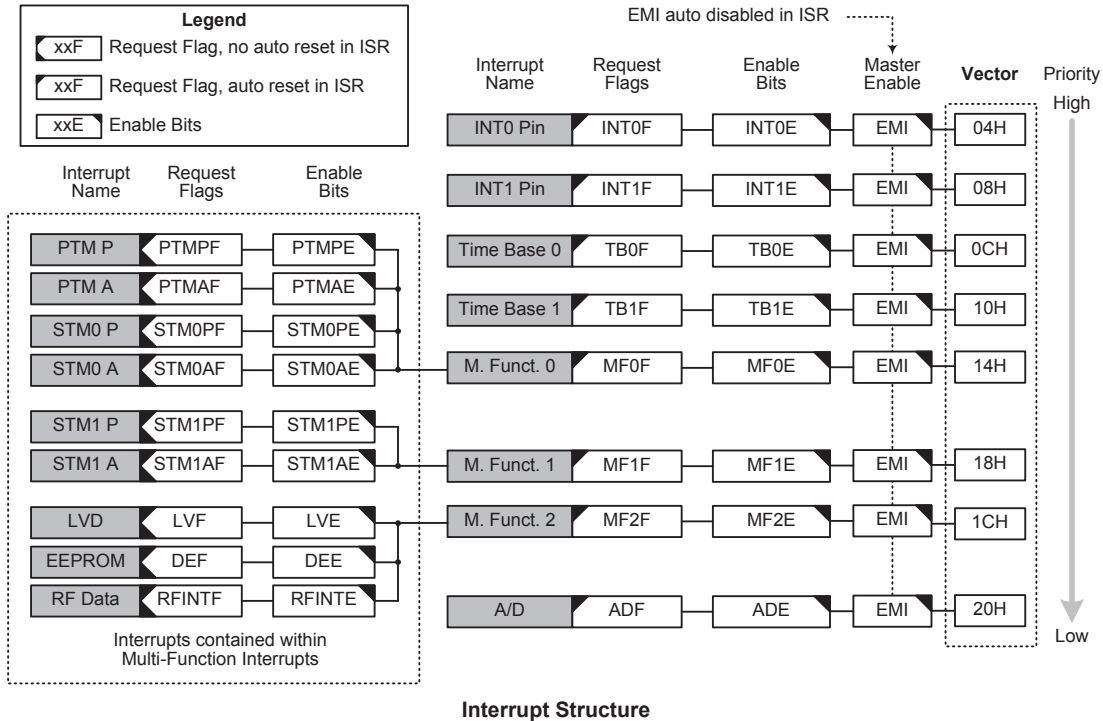 Legend
xxF Request Flag, no auto reset in ISR
xxF Request Flag, auto reset in ISR
xxE Enable Bits
EMI auto disabled in ISR
Interrupt Name Request Flags Enable Bits Master Enable Vector Priority
High
INT0 Pin INT0F INT0E EMI 04H
INT1 Pin INT1F INT1E EMI 08H
Time Base 0 TB0F TB0E EMI 0CH
Time Base 1 TB1F TB1E EMI 10H
M. Funct. 0 MF0F MF0E EMI 14H
M. Funct. 1 MF1F MF1E EMI 18H
M. Funct. 2 MF2F MF2E EMI 1CH
A/D ADF ADE EMI 20H
Low
Interrupt Name Request Flags Enable Bits
PTM P PTMPF PTMPE
PTM A PTMAF PTMAE
STM0 P STM0PF STM0PE
STM0 A STM0AF STM0AE
STM1 P STM1PF STM1PE
STM1 A STM1AF STM1AE
LVD LVF LVE
EEPROM DEF DEE
RF Data RFINTF RFINTE
Interrupts contained within
Multi-Function Interrupts
Interrupt Structure